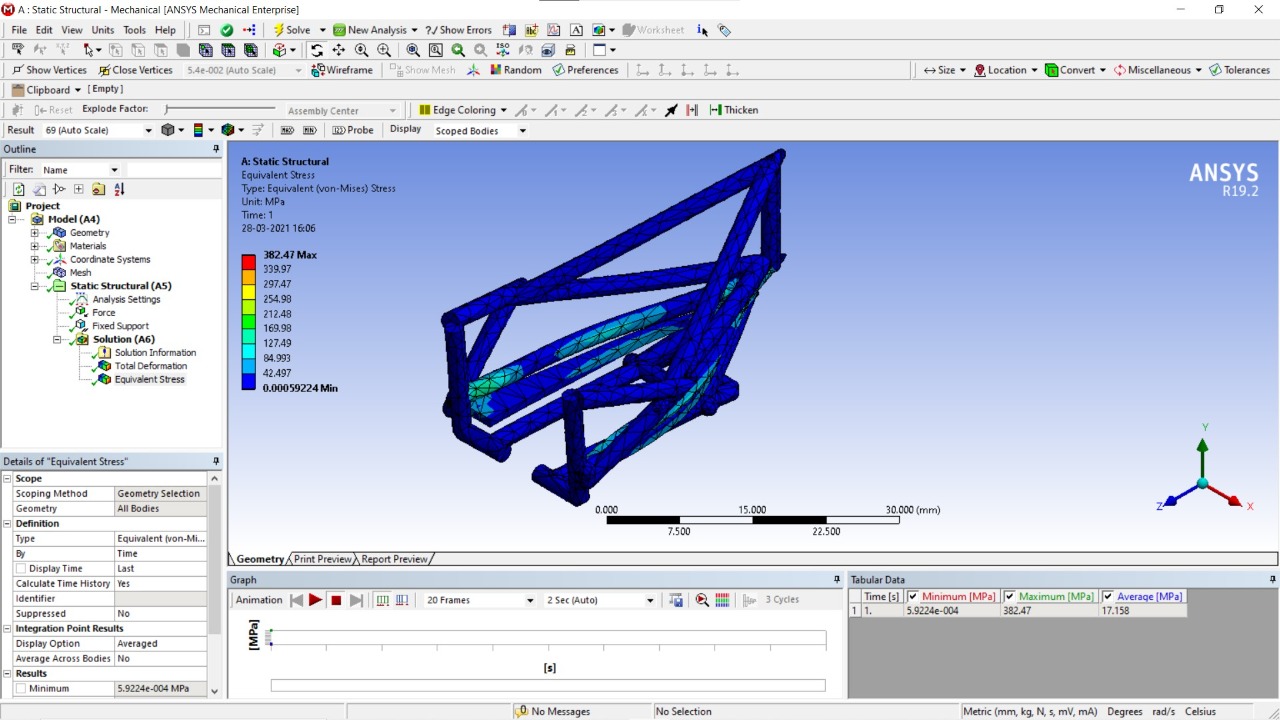 A : Static Structural - Mechanical [ANSYS Mechanical Enterprise]
File Edit View Units Tools Help Solve New Analysis ?/ Show Errors A Worksheet i
ISO
Show Vertices Close Vertices 5.4e-002 (Auto Scale) Wireframe Show Mesh Random Preferences Size Location Convert Miscellaneous Tolerances
Clipboard [ Empty ]
Reset Explode Factor: Assembly Center Edge Coloring Thicken
Result 69 (Auto Scale) MAX MIN Probe Display Scoped Bodies
Outline
Filter: Name
Project
Model (A4)
Geometry
Materials
Coordinate Systems
Mesh
Static Structural (A5)
Analysis Settings
Force
Fixed Support
Solution (A6)
Solution Information
Total Deformation
Equivalent Stress
A: Static Structural
Equivalent Stress
Type: Equivalent (von-Mises) Stress
Unit: MPa
Time: 1
28-03-2021 16:06
382.47 Max
339.97
297.47
254.98
212.48
169.98
127.49
84.993
42.497
0.00059224 Min
ANSYS
R19.2
0.000 15.000 30.000 (mm)
7.500 22.500
Y
Z X
Geometry Print Preview Report Preview
Details of "Equivalent Stress"
Scope
Scoping Method Geometry Selection
Geometry All Bodies
Definition
Type Equivalent (von-Mi...
By Time
Display Time Last
Calculate Time History Yes
Identifier
Suppressed No
Integration Point Results
Display Option Averaged
Average Across Bodies No
Results
Minimum 5.9224e-004 MPa
Graph
Animation 20 Frames 2 Sec (Auto) 3 Cycles
[MPa]
[s]
Tabular Data
Time [s] Minimum [MPa] Maximum [MPa] Average [MPa]
1 1. 5.9224e-004 382.47 17.158
No Messages No Selection Metric (mm, kg, N, s, mV, mA) Degrees rad/s Celsius